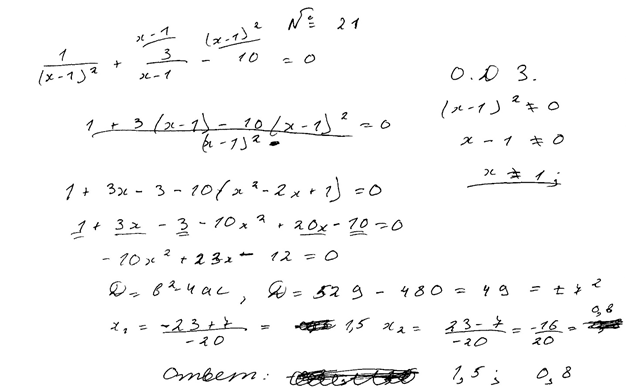 № 21
1/(x-1)² + 3/(x-1) - 10 = 0
x-1 (x-1)²
О.Д З.
(x-1)² ≠ 0
x - 1 ≠ 0
x ≠ 1;
(1 + 3(x-1) - 10(x-1)²)/(x-1)² = 0
1 + 3x - 3 - 10(x² - 2x + 1) = 0
1 + 3x - 3 - 10x² + 20x - 10 = 0
- 10x² + 23x - 12 = 0
D = b² - 4ac, D = 529 - 480 = 49 = ±7²
x₁ = (-23+7)/(-20) = 1,5 x₂ = (23-7)/(-20) = -16/20 = 0,8
Ответ: 1,5; 0,8